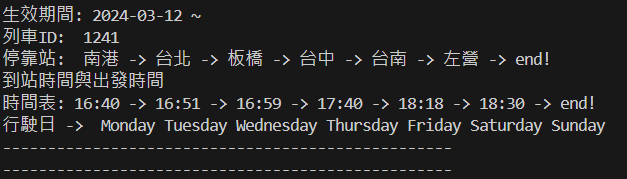 生效期間: 2024-03-12 ~
列車ID:  1241
停靠站:  南港 -> 台北 -> 板橋 -> 台中 -> 台南 -> 左營 -> end!
到站時間與出發時間
時間表: 16:40 -> 16:51 -> 16:59 -> 17:40 -> 18:18 -> 18:30 -> end!
行駛日 ->  Monday Tuesday Wednesday Thursday Friday Saturday Sunday
--------------------------------------------------
--------------------------------------------------